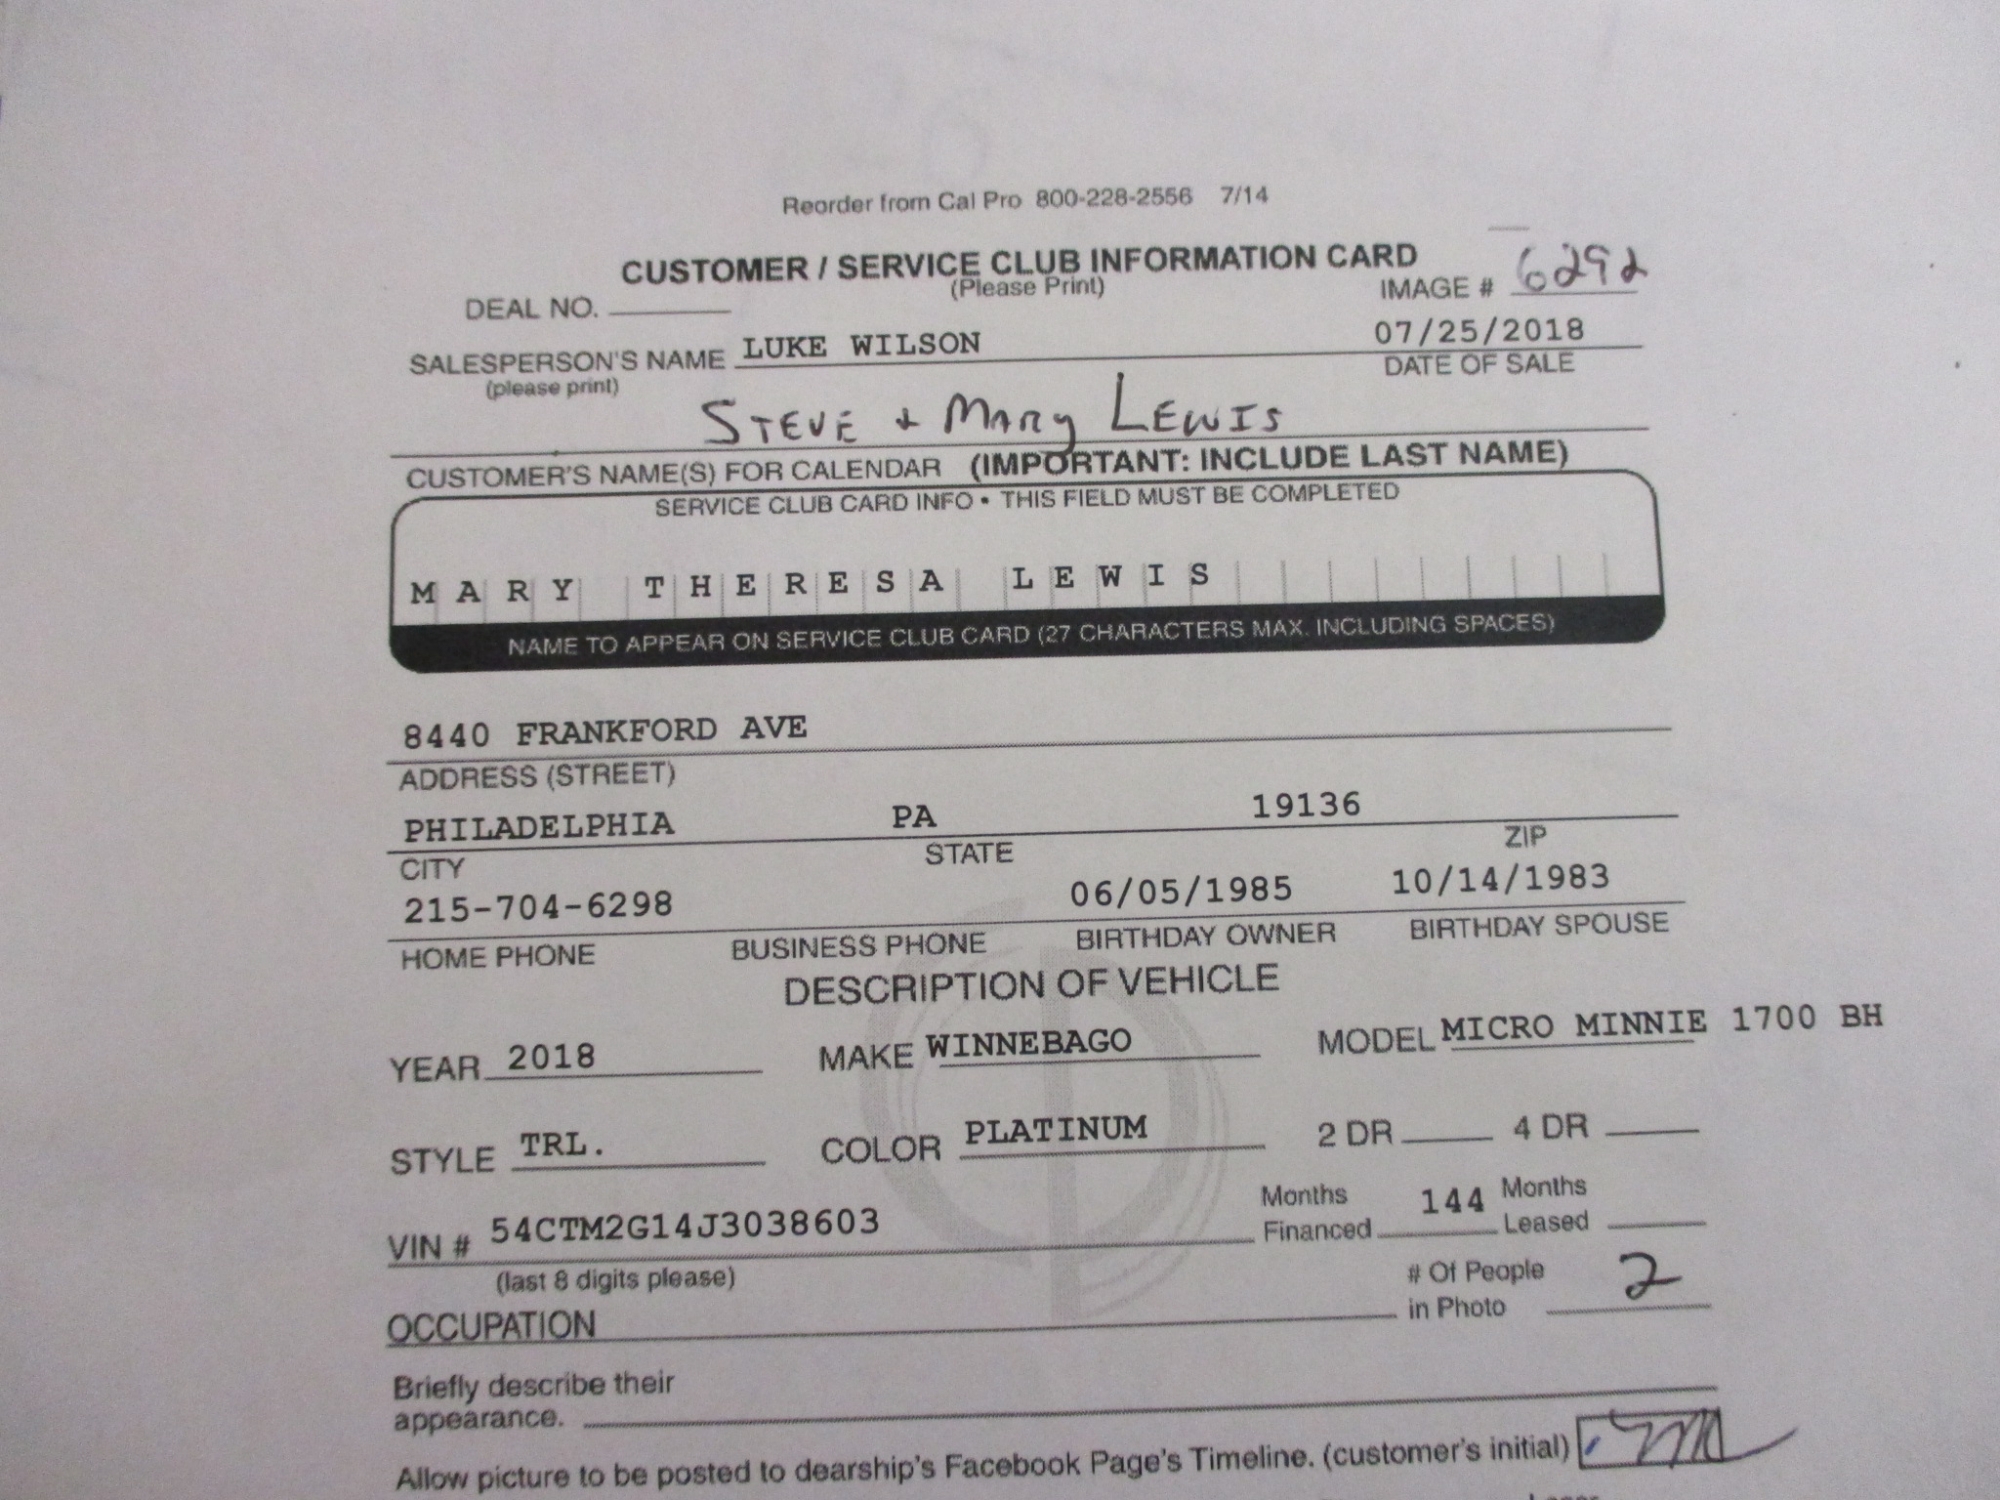 Reorder from Cal Pro 800-228-2556 7/14
CUSTOMER / SERVICE CLUB INFORMATION CARD
(Please Print)
DEAL NO. IMAGE # 6292
SALESPERSON'S NAME LUKE WILSON 07/25/2018
(please print) DATE OF SALE
STEVE + MARY LEWIS
CUSTOMER'S NAME(S) FOR CALENDAR (IMPORTANT: INCLUDE LAST NAME)
SERVICE CLUB CARD INFO • THIS FIELD MUST BE COMPLETED
MARY THERESA LEWIS
NAME TO APPEAR ON SERVICE CLUB CARD (27 CHARACTERS MAX. INCLUDING SPACES)
8440 FRANKFORD AVE
ADDRESS (STREET)
PHILADELPHIA PA 19136
CITY STATE ZIP
215-704-6298 06/05/1985 10/14/1983
HOME PHONE BUSINESS PHONE BIRTHDAY OWNER BIRTHDAY SPOUSE
DESCRIPTION OF VEHICLE
YEAR 2018 MAKE WINNEBAGO MODEL MICRO MINNIE 1700 BH
STYLE TRL. COLOR PLATINUM 2 DR 4 DR
VIN # 54CTM2G14J3038603 Months Financed 144 Months Leased
(last 8 digits please) # Of People in Photo 2
OCCUPATION
Briefly describe their
appearance.
Allow picture to be posted to dearship's Facebook Page's Timeline. (customer's initial)